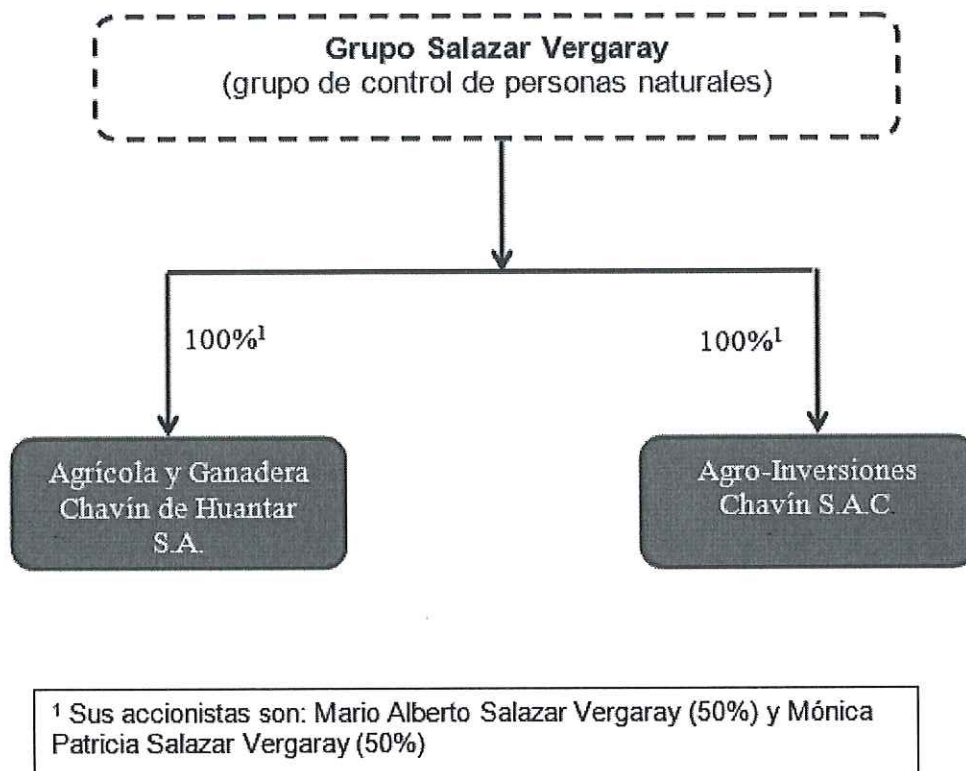 Grupo Salazar Vergaray
(grupo de control de personas naturales)
100%¹
100%¹
Agrícola y Ganadera
Chavín de Huantar
S.A.
Agro-Inversiones
Chavín S.A.C
¹ Sus accionistas son: Mario Alberto Salazar Vergaray (50%) y Mónica
Patricia Salazar Vergaray (50%)